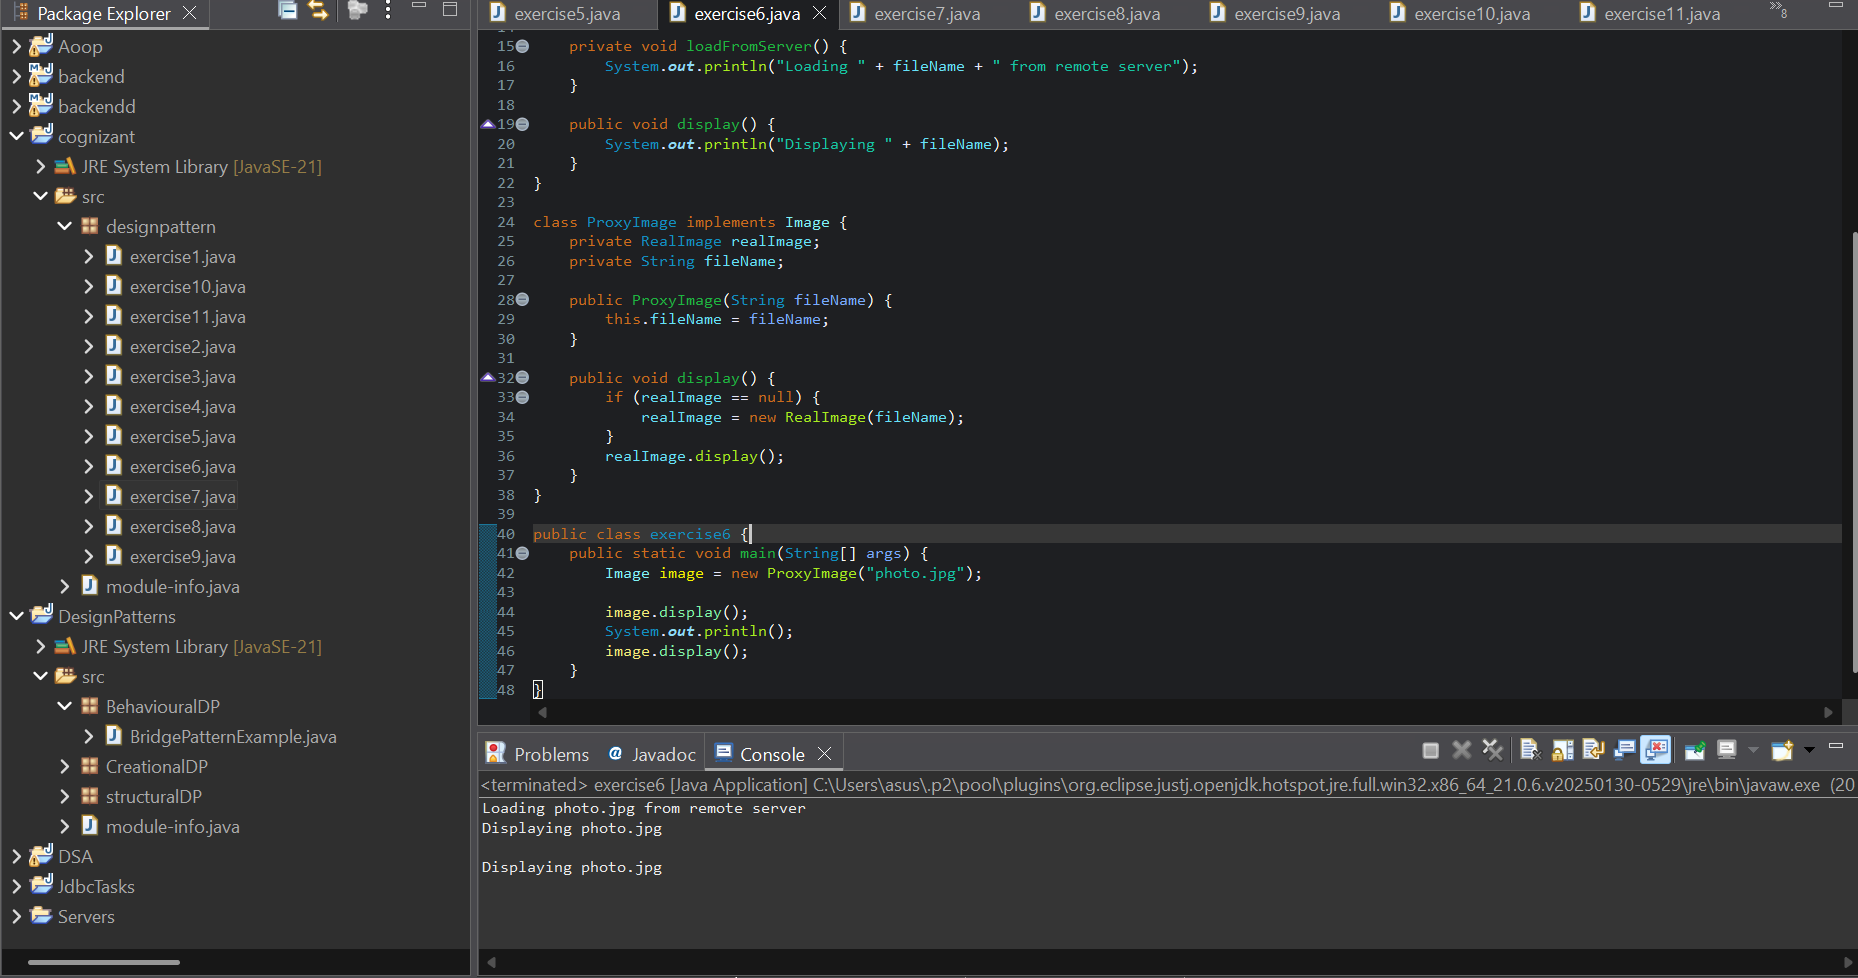 Package Explorer
Aoop
backend
backendd
cognizant
JRE System Library [JavaSE-21]
src
designpattern
exercise1.java
exercise10.java
exercise11.java
exercise2.java
exercise3.java
exercise4.java
exercise5.java
exercise6.java
exercise7.java
exercise8.java
exercise9.java
module-info.java
DesignPatterns
JRE System Library [JavaSE-21]
src
BehaviouralDP
BridgePatternExample.java
CreationalDP
structuralDP
module-info.java
DSA
JdbcTasks
Servers
exercise5.java exercise6.java exercise7.java exercise8.java exercise9.java exercise10.java exercise11.java »8
14
15     private void loadFromServer() {
16         System.out.println("Loading " + fileName + " from remote server");
17     }
18
19     public void display() {
20         System.out.println("Displaying " + fileName);
21     }
22 }
23
24 class ProxyImage implements Image {
25     private RealImage realImage;
26     private String fileName;
27
28     public ProxyImage(String fileName) {
29         this.fileName = fileName;
30     }
31
32     public void display() {
33         if (realImage == null) {
34             realImage = new RealImage(fileName);
35         }
36         realImage.display();
37     }
38 }
39
40 public class exercise6 {
41     public static void main(String[] args) {
42         Image image = new ProxyImage("photo.jpg");
43
44         image.display();
45         System.out.println();
46         image.display();
47     }
48 }
Problems Javadoc Console
<terminated> exercise6 [Java Application] C:\Users\asus\.p2\pool\plugins\org.eclipse.justj.openjdk.hotspot.jre.full.win32.x86_64_21.0.6.v20250130-0529\jre\bin\javaw.exe (20
Loading photo.jpg from remote server
Displaying photo.jpg

Displaying photo.jpg